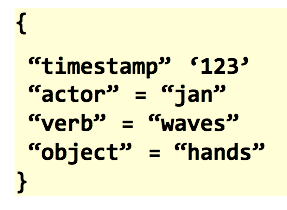 {
“timestamp” ‘123’
“actor” = “jan”
“verb” = “waves”
“object” = “hands”
}